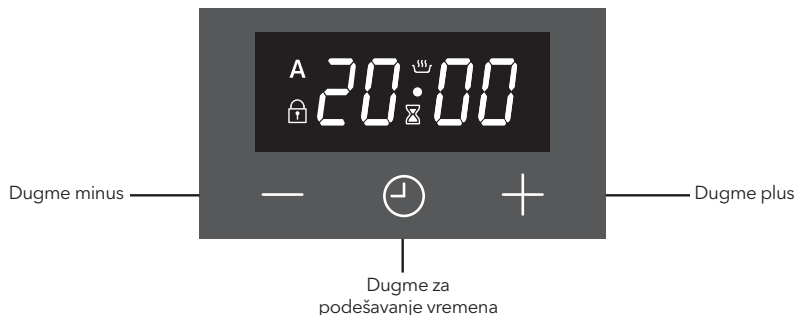 A 20:00
Dugme minus
Dugme plus
Dugme za
podešavanje vremena